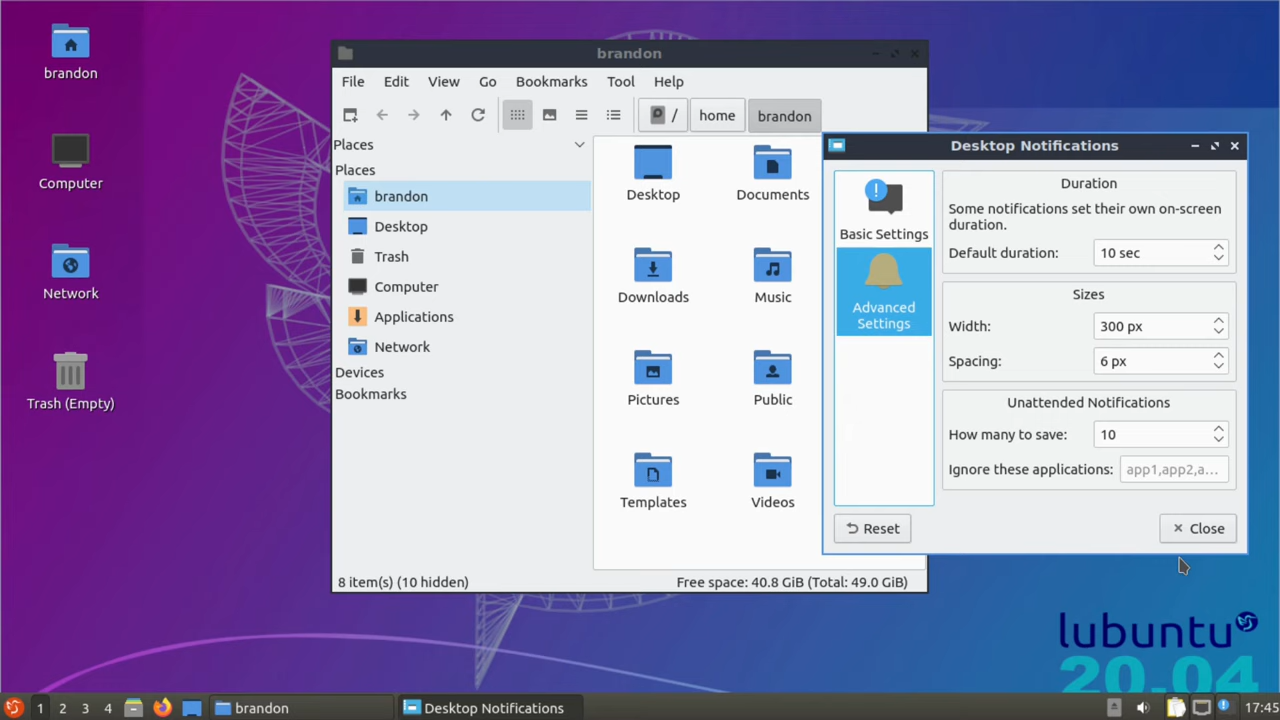 brandon
Computer
Network
Trash (Empty)
brandon
File Edit View Go Bookmarks Tool Help
/ home brandon
Places
Places
brandon
Desktop
Trash
Computer
Applications
Network
Devices
Bookmarks
Desktop Documents
Downloads Music
Pictures Public
Templates Videos
8 item(s) (10 hidden) Free space: 40.8 GiB (Total: 49.0 GiB)
Desktop Notifications
Basic Settings
Advanced
Settings
Duration
Some notifications set their own on-screen
duration.
Default duration: 10 sec
Sizes
Width: 300 px
Spacing: 6 px
Unattended Notifications
How many to save: 10
Ignore these applications: app1,app2,a...
Reset Close
lubuntu
20.04
1 2 3 4 brandon Desktop Notifications 17:45